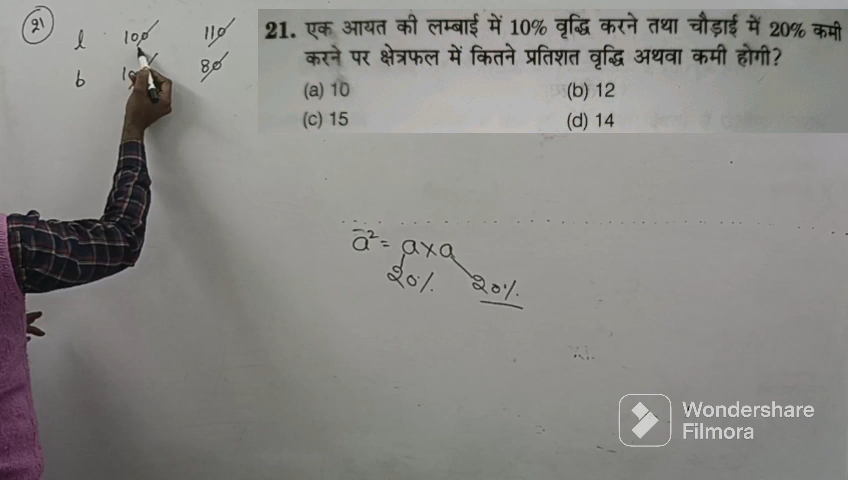 21
l 100 110
b 80
21. एक आयत की लम्बाई में 10% वृद्धि करने तथा चौड़ाई में 20% कमी
करने पर क्षेत्रफल में कितने प्रतिशत वृद्धि अथवा कमी होगी?
(a) 10 (b) 12
(c) 15 (d) 14
a² = a×a
20% 20%
Wondershare
Filmora